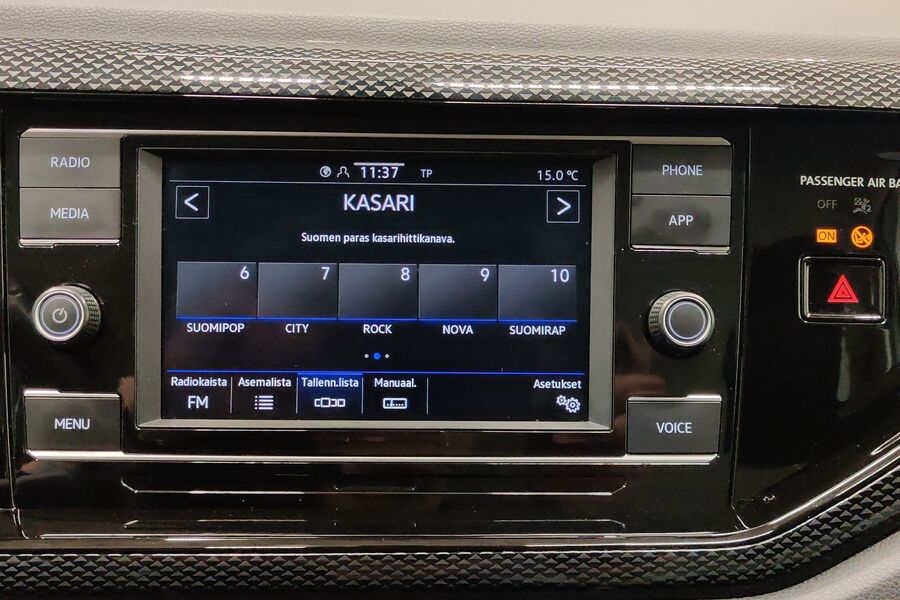 RADIO
MEDIA
MENU
11:37 TP 15.0 °C
< KASARI >
Suomen paras kasarihittikanava.
6 7 8 9 10
SUOMIPOP CITY ROCK NOVA SUOMIRAP
Radiokaista Asemalista Tallenn.lista Manuaal. Asetukset
FM
PHONE
APP
VOICE
PASSENGER AIR BA
OFF
ON